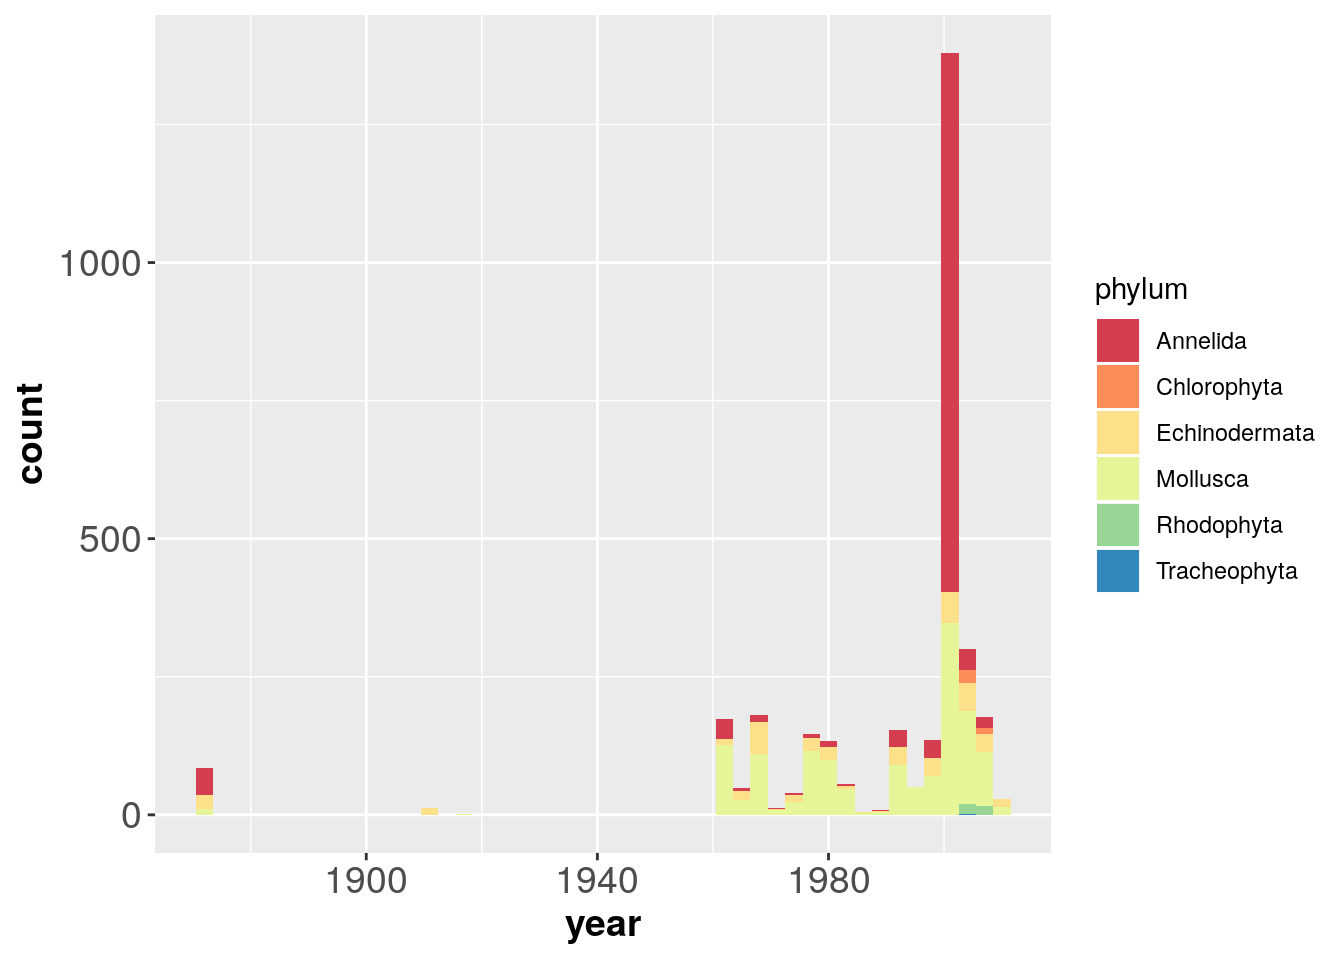 1000
500
0
count
1900 1940 1980
year
phylum
Annelida
Chlorophyta
Echinodermata
Mollusca
Rhodophyta
Tracheophyta